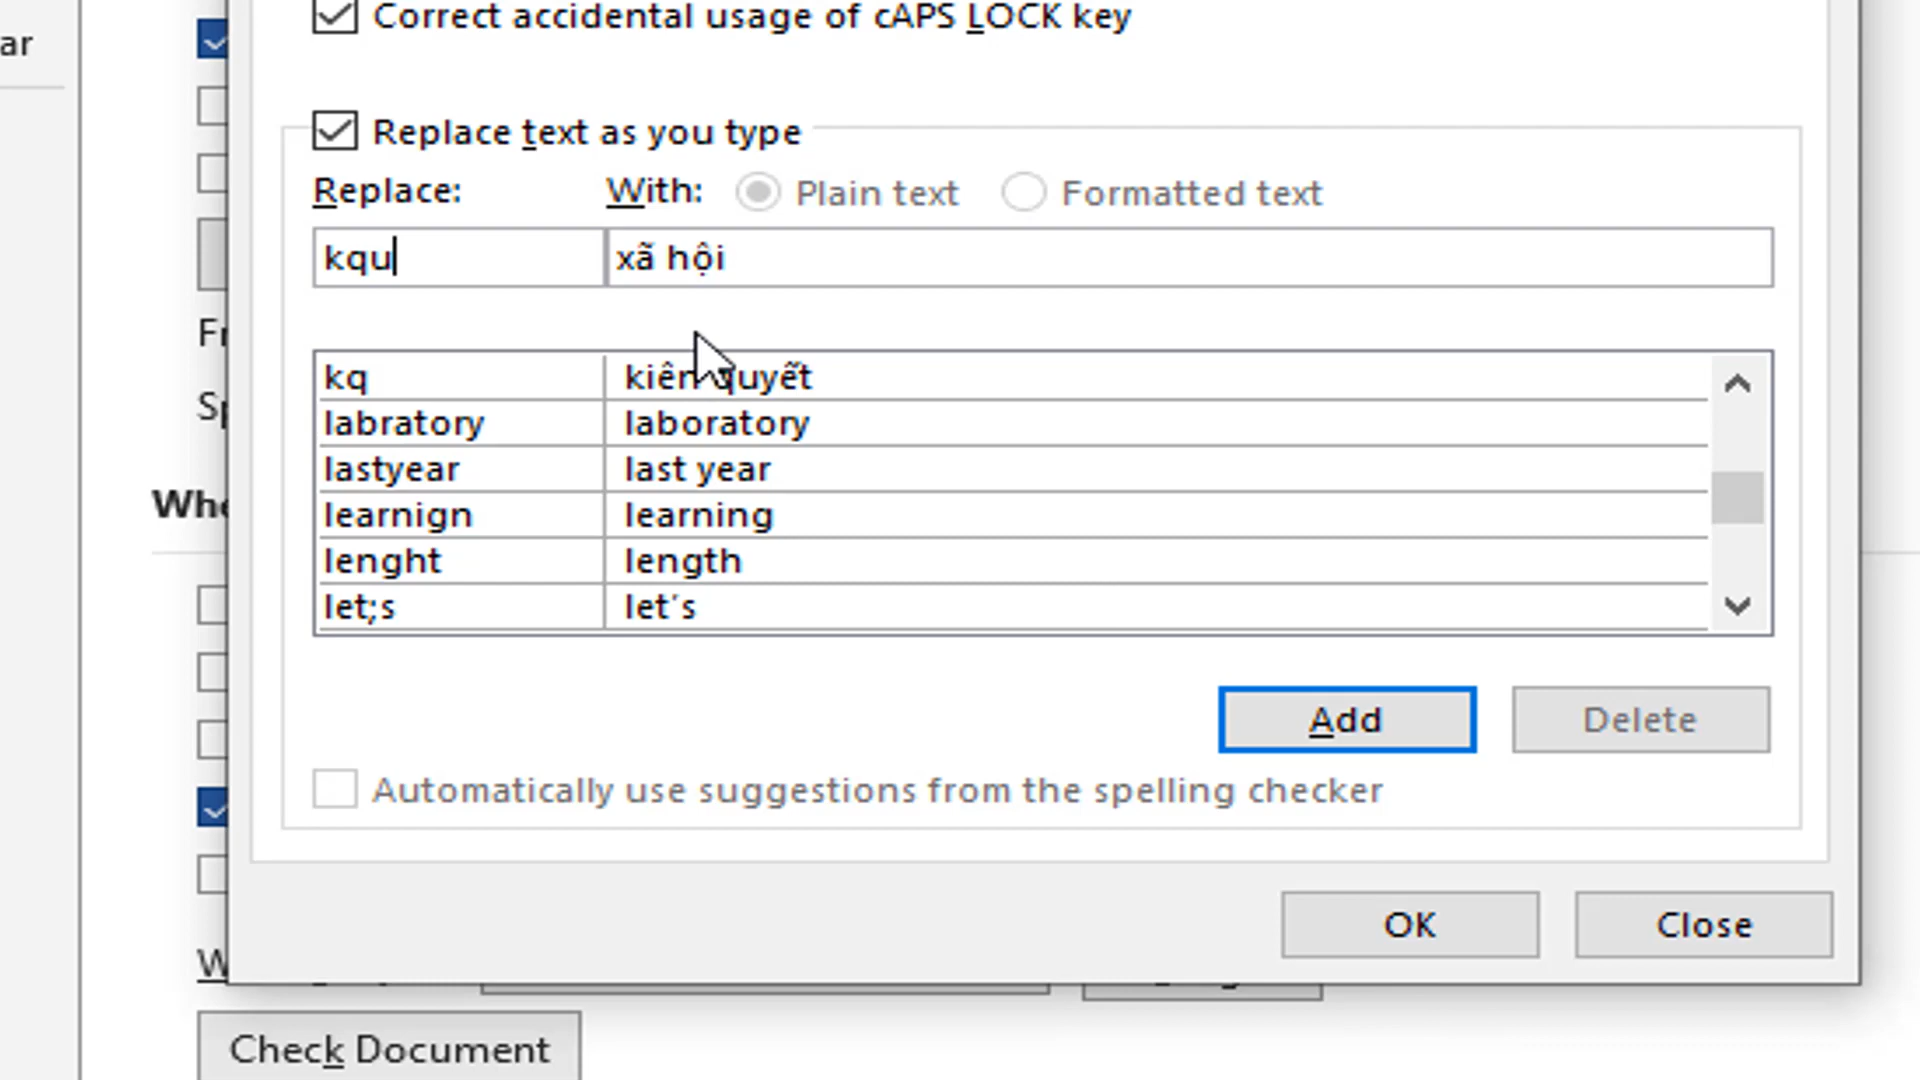 Correct accidental usage of cAPS LOCK key
ar
Replace text as you type
Replace: With: Plain text Formatted text
kqu xã hội
kq kiên quyết
labratory laboratory
lastyear last year
learnign learning
lenght length
let;s let's
Add Delete
Automatically use suggestions from the spelling checker
OK Close
Check Document